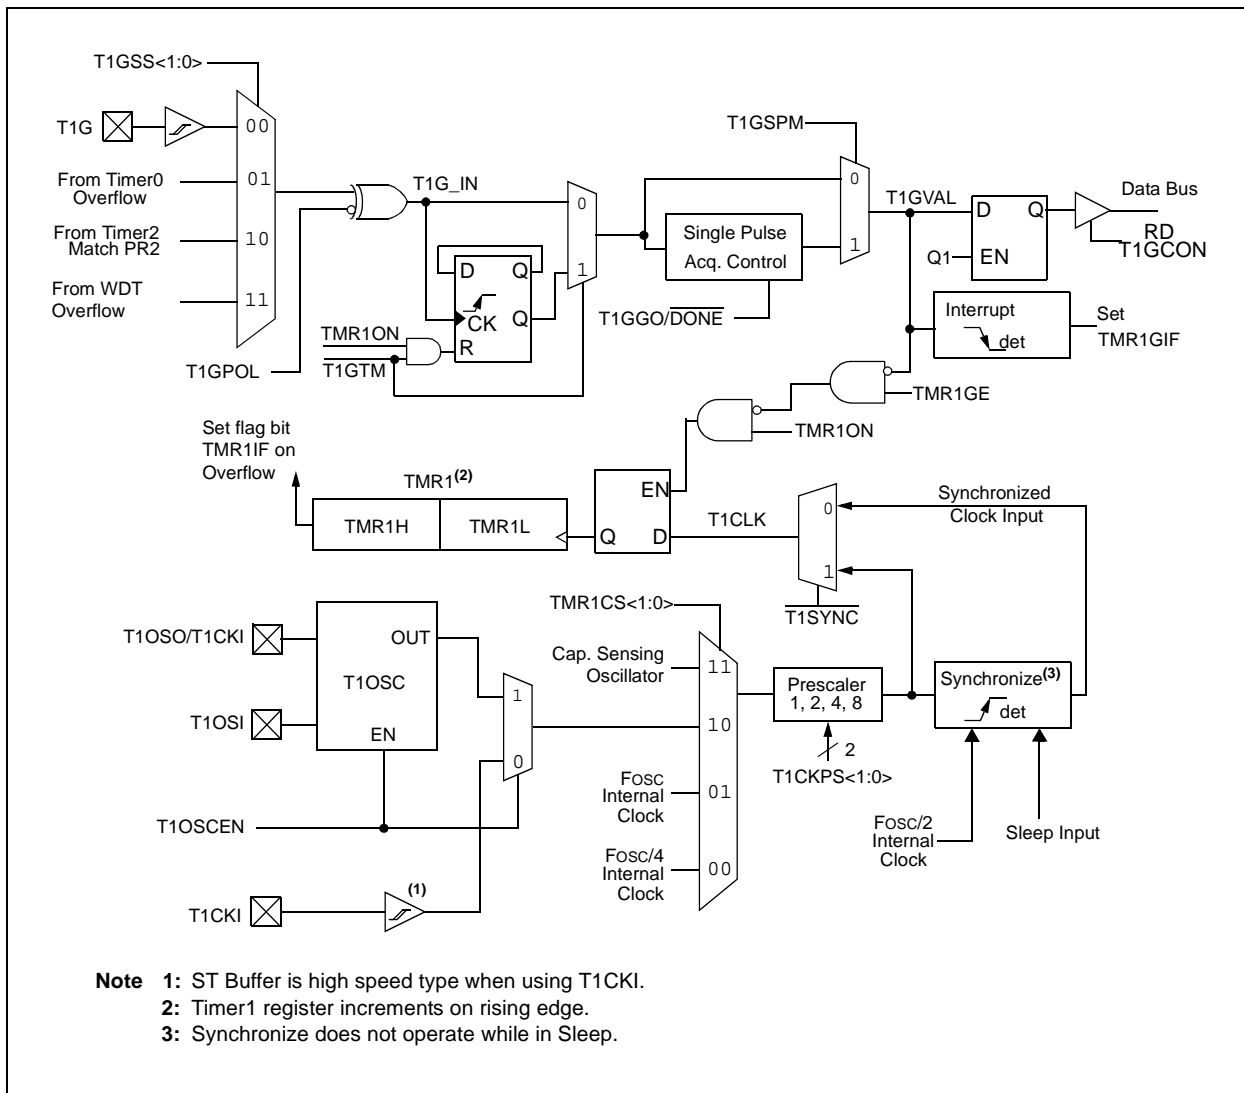 T1GSS<1:0>
T1G
00
From Timer0
Overflow
01
From Timer2
Match PR2
10
From WDT
Overflow
11
T1GPOL
T1G_IN
D
Q
CK
Q
R
TMR1ON
T1GTM
0
1
T1GSPM
Single Pulse
Acq. Control
T1GGO/DONE
0
1
T1GVAL
D
Q
Q1
EN
Data Bus
RD
T1GCON
Interrupt
det
Set
TMR1GIF
TMR1GE
TMR1ON
Set flag bit
TMR1IF on
Overflow
TMR1(2)
TMR1H
TMR1L
EN
Q
D
T1CLK
0
1
T1SYNC
Synchronized
Clock Input
T1OSO/T1CKI
OUT
T1OSC
T1OSI
EN
T1OSCEN
1
0
T1CKI
(1)
TMR1CS<1:0>
Cap. Sensing
Oscillator
11
10
FOSC
Internal
Clock
01
FOSC/4
Internal
Clock
00
Prescaler
1, 2, 4, 8
2
T1CKPS<1:0>
Synchronize(3)
det
FOSC/2
Internal
Clock
Sleep Input
Note 1: ST Buffer is high speed type when using T1CKI.
2: Timer1 register increments on rising edge.
3: Synchronize does not operate while in Sleep.